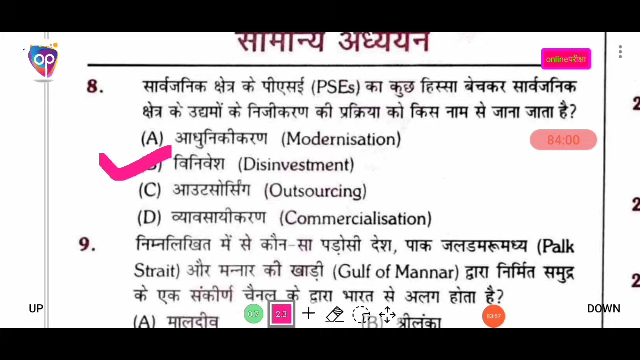 सामान्य अध्ययन
op
onlineपरीक्षा
8. सार्वजनिक क्षेत्र के पीएसई (PSEs) का कुछ हिस्सा बेचकर सार्वजनिक
क्षेत्र के उद्यमों के निजीकरण की प्रक्रिया को किस नाम से जाना जाता है?
(A) आधुनिकीकरण (Modernisation)
84:00
विनिवेश (Disinvestment)
(C) आउटसोर्सिंग (Outsourcing)
(D) व्यावसायीकरण (Commercialisation)
9. निम्नलिखित में से कौन-सा पड़ोसी देश, पाक जलडमरूमध्य (Palk
Strait) और मन्नार की खाड़ी (Gulf of Mannar) द्वारा निर्मित समुद्र
के एक संकीर्ण चैनल के द्वारा भारत से अलग होता है?
UP
DOWN
(A) मालदीव (B) श्रीलंका